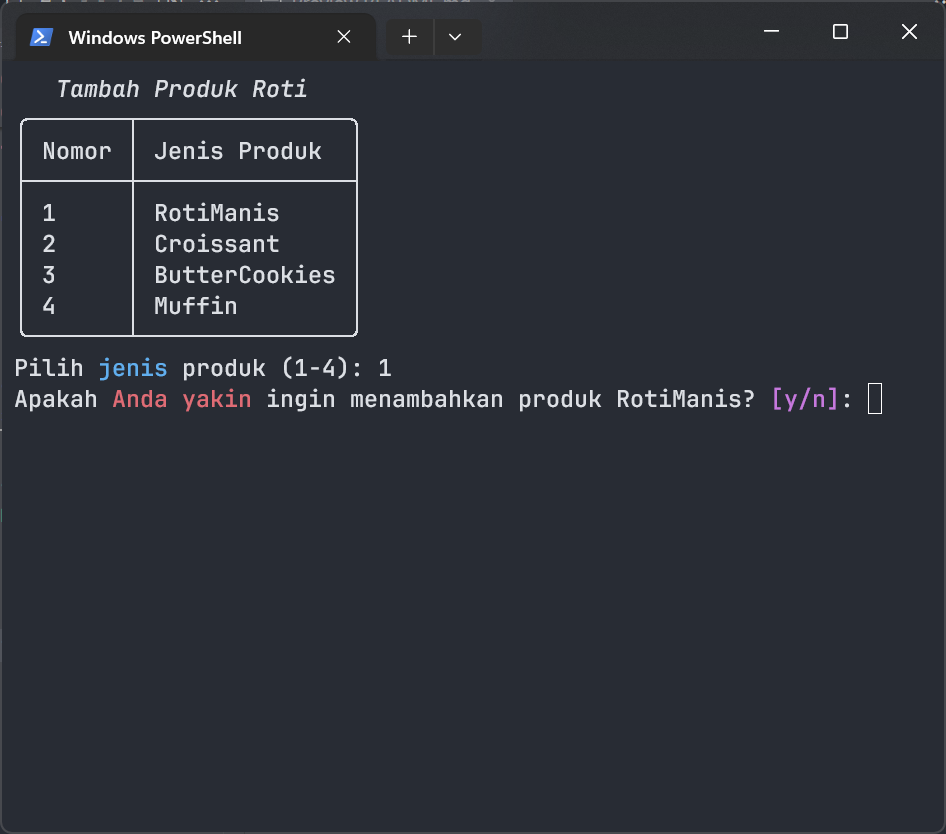 Windows PowerShell
Tambah Produk Roti
Nomor Jenis Produk
1 RotiManis
2 Croissant
3 ButterCookies
4 Muffin
Pilih jenis produk (1-4): 1
Apakah Anda yakin ingin menambahkan produk RotiManis? [y/n]: